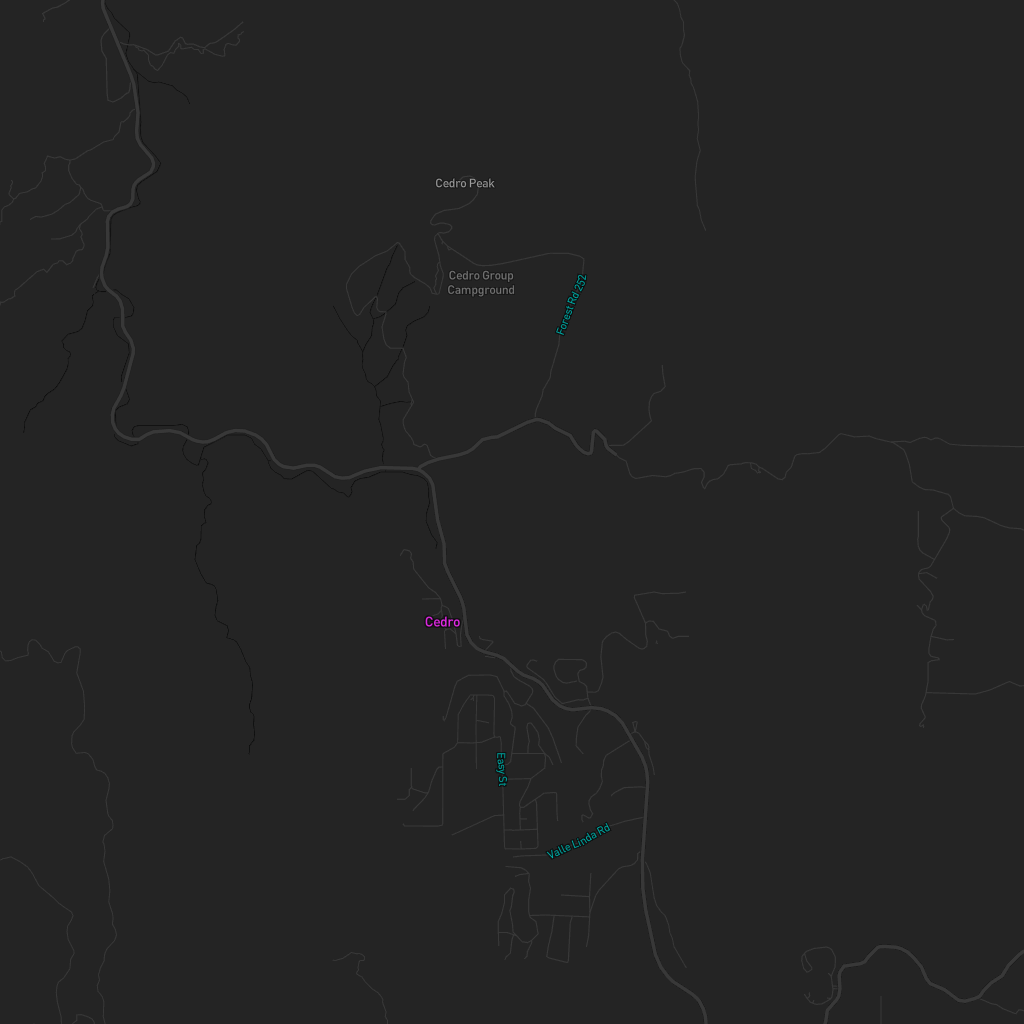 Cedro Peak
Cedro Group
Campground
Forest Rd 252
Cedro
Easy St
Valle Linda Rd